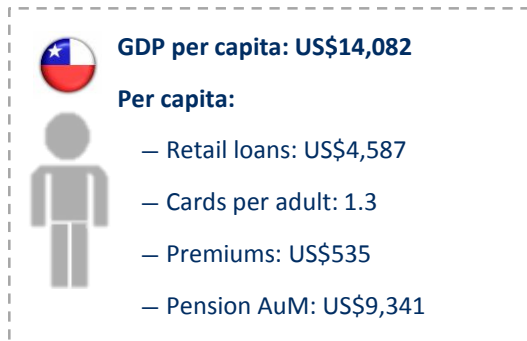 GDP per capita: US$14,082
Per capita:
— Retail loans: US$4,587
— Cards per adult: 1.3
— Premiums: US$535
— Pension AuM: US$9,341